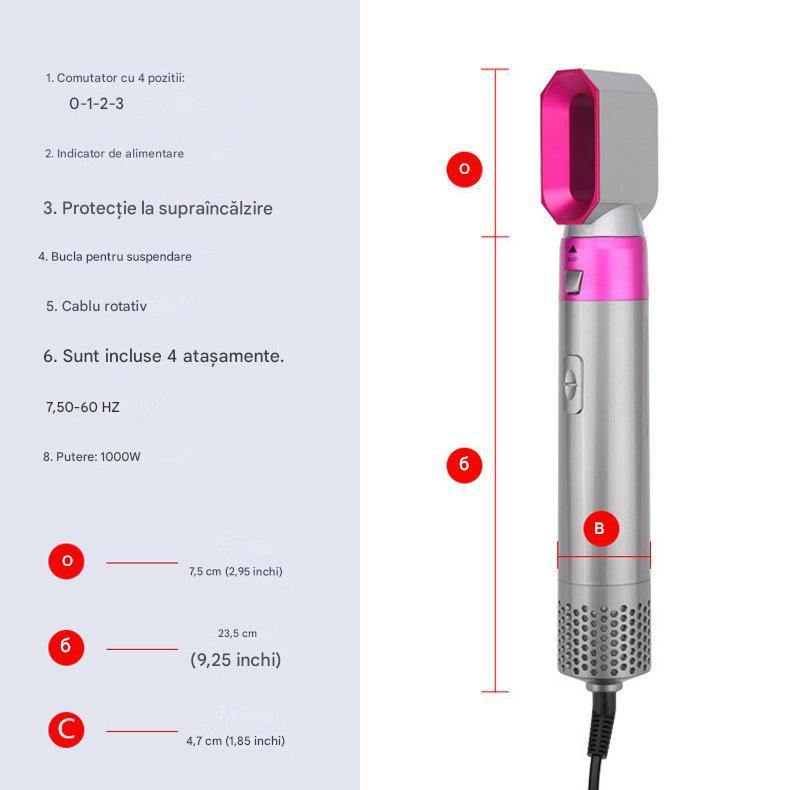 1. Comutator cu 4 pozitii:
0-1-2-3
2. Indicator de alimentare
3. Protecție la supraîncălzire
4. Bucla pentru suspendare
5. Cablu rotativ
6. Sunt incluse 4 atașamente.
7,50-60 HZ
8. Putere: 1000W
о
7,5 cm (2,95 inchi)
б
23,5 cm
(9,25 inchi)
C
4,7 cm (1,85 inchi)
о
push
б
B